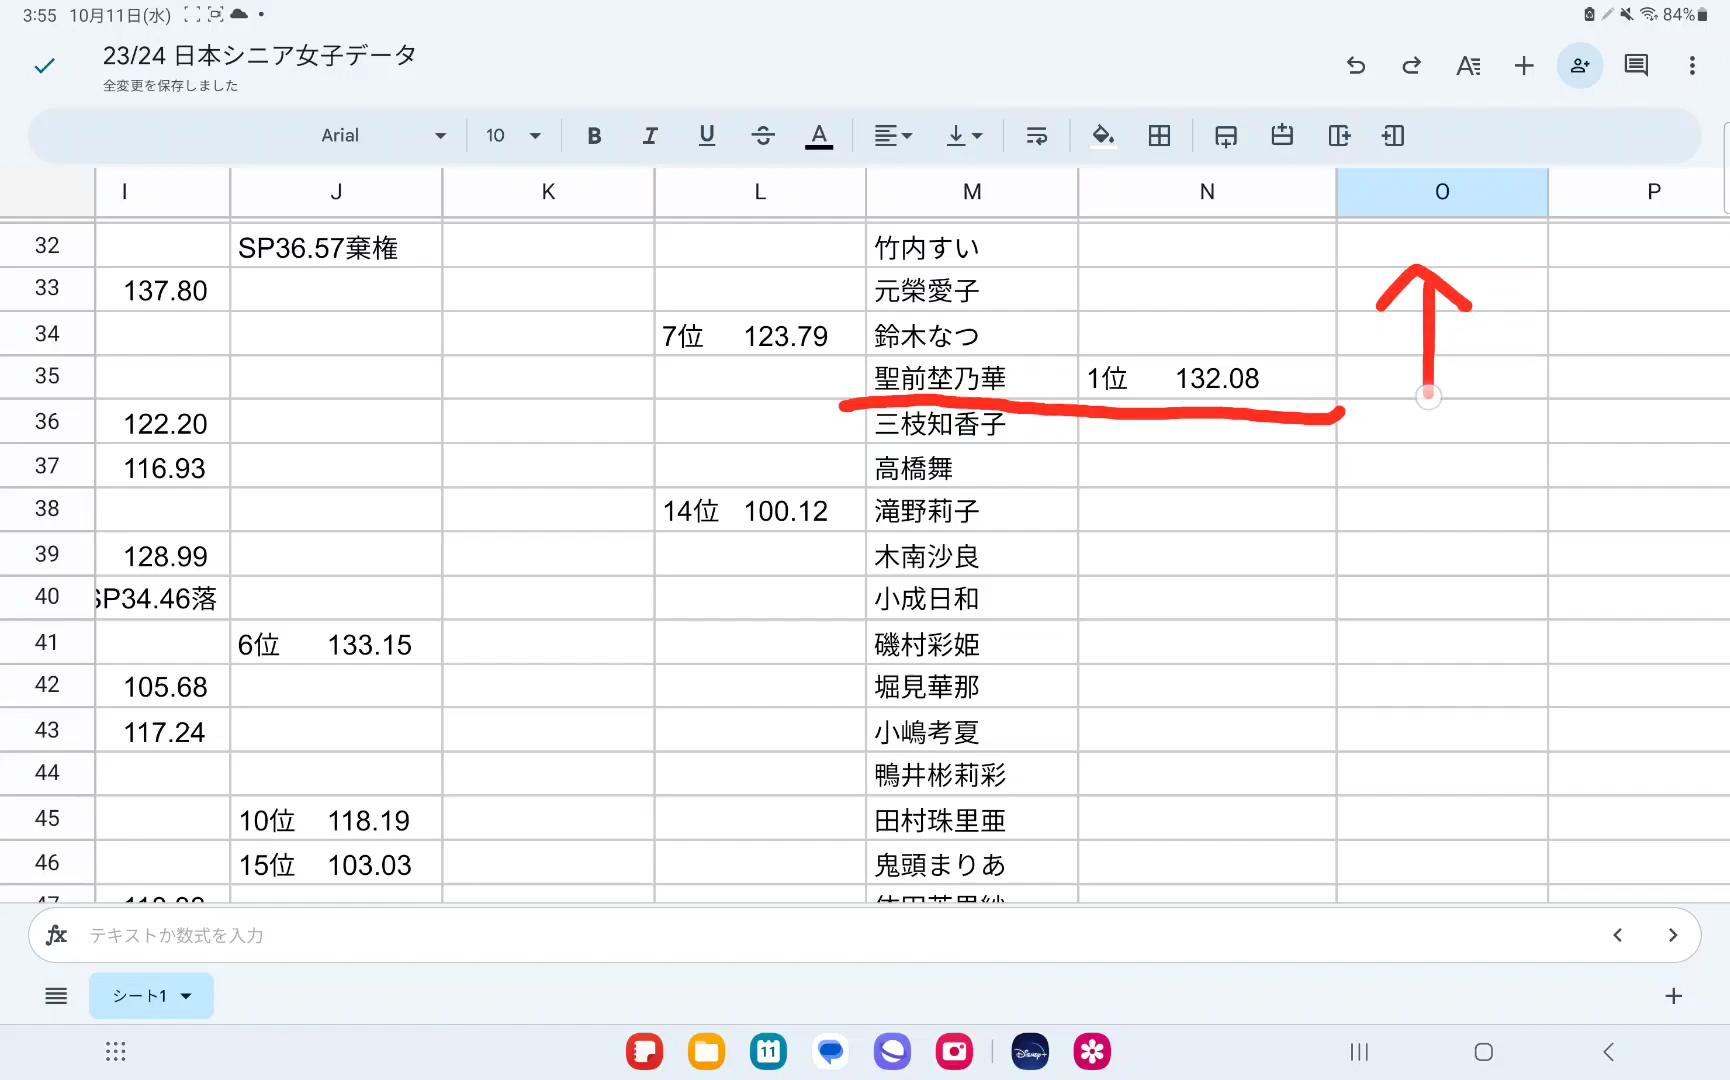 3:55 10月11日(水) 84%
23/24 日本シニア女子データ
全変更を保存しました
Arial 10 B I U S A
I J K L M N O P
32 SP36.57棄権 竹内すい
33 137.80 元榮愛子
34 7位 123.79 鈴木なつ
35 聖前埜乃華 1位 132.08
36 122.20 三枝知香子
37 116.93 高橋舞
38 14位 100.12 滝野莉子
39 128.99 木南沙良
40 SP34.46落 小成日和
41 6位 133.15 磯村彩姫
42 105.68 堀見華那
43 117.24 小嶋考夏
44 鴨井彬莉彩
45 10位 118.19 田村珠里亜
46 15位 103.03 鬼頭まりあ
47
fx テキストか数式を入力
シート1
11 Disney+